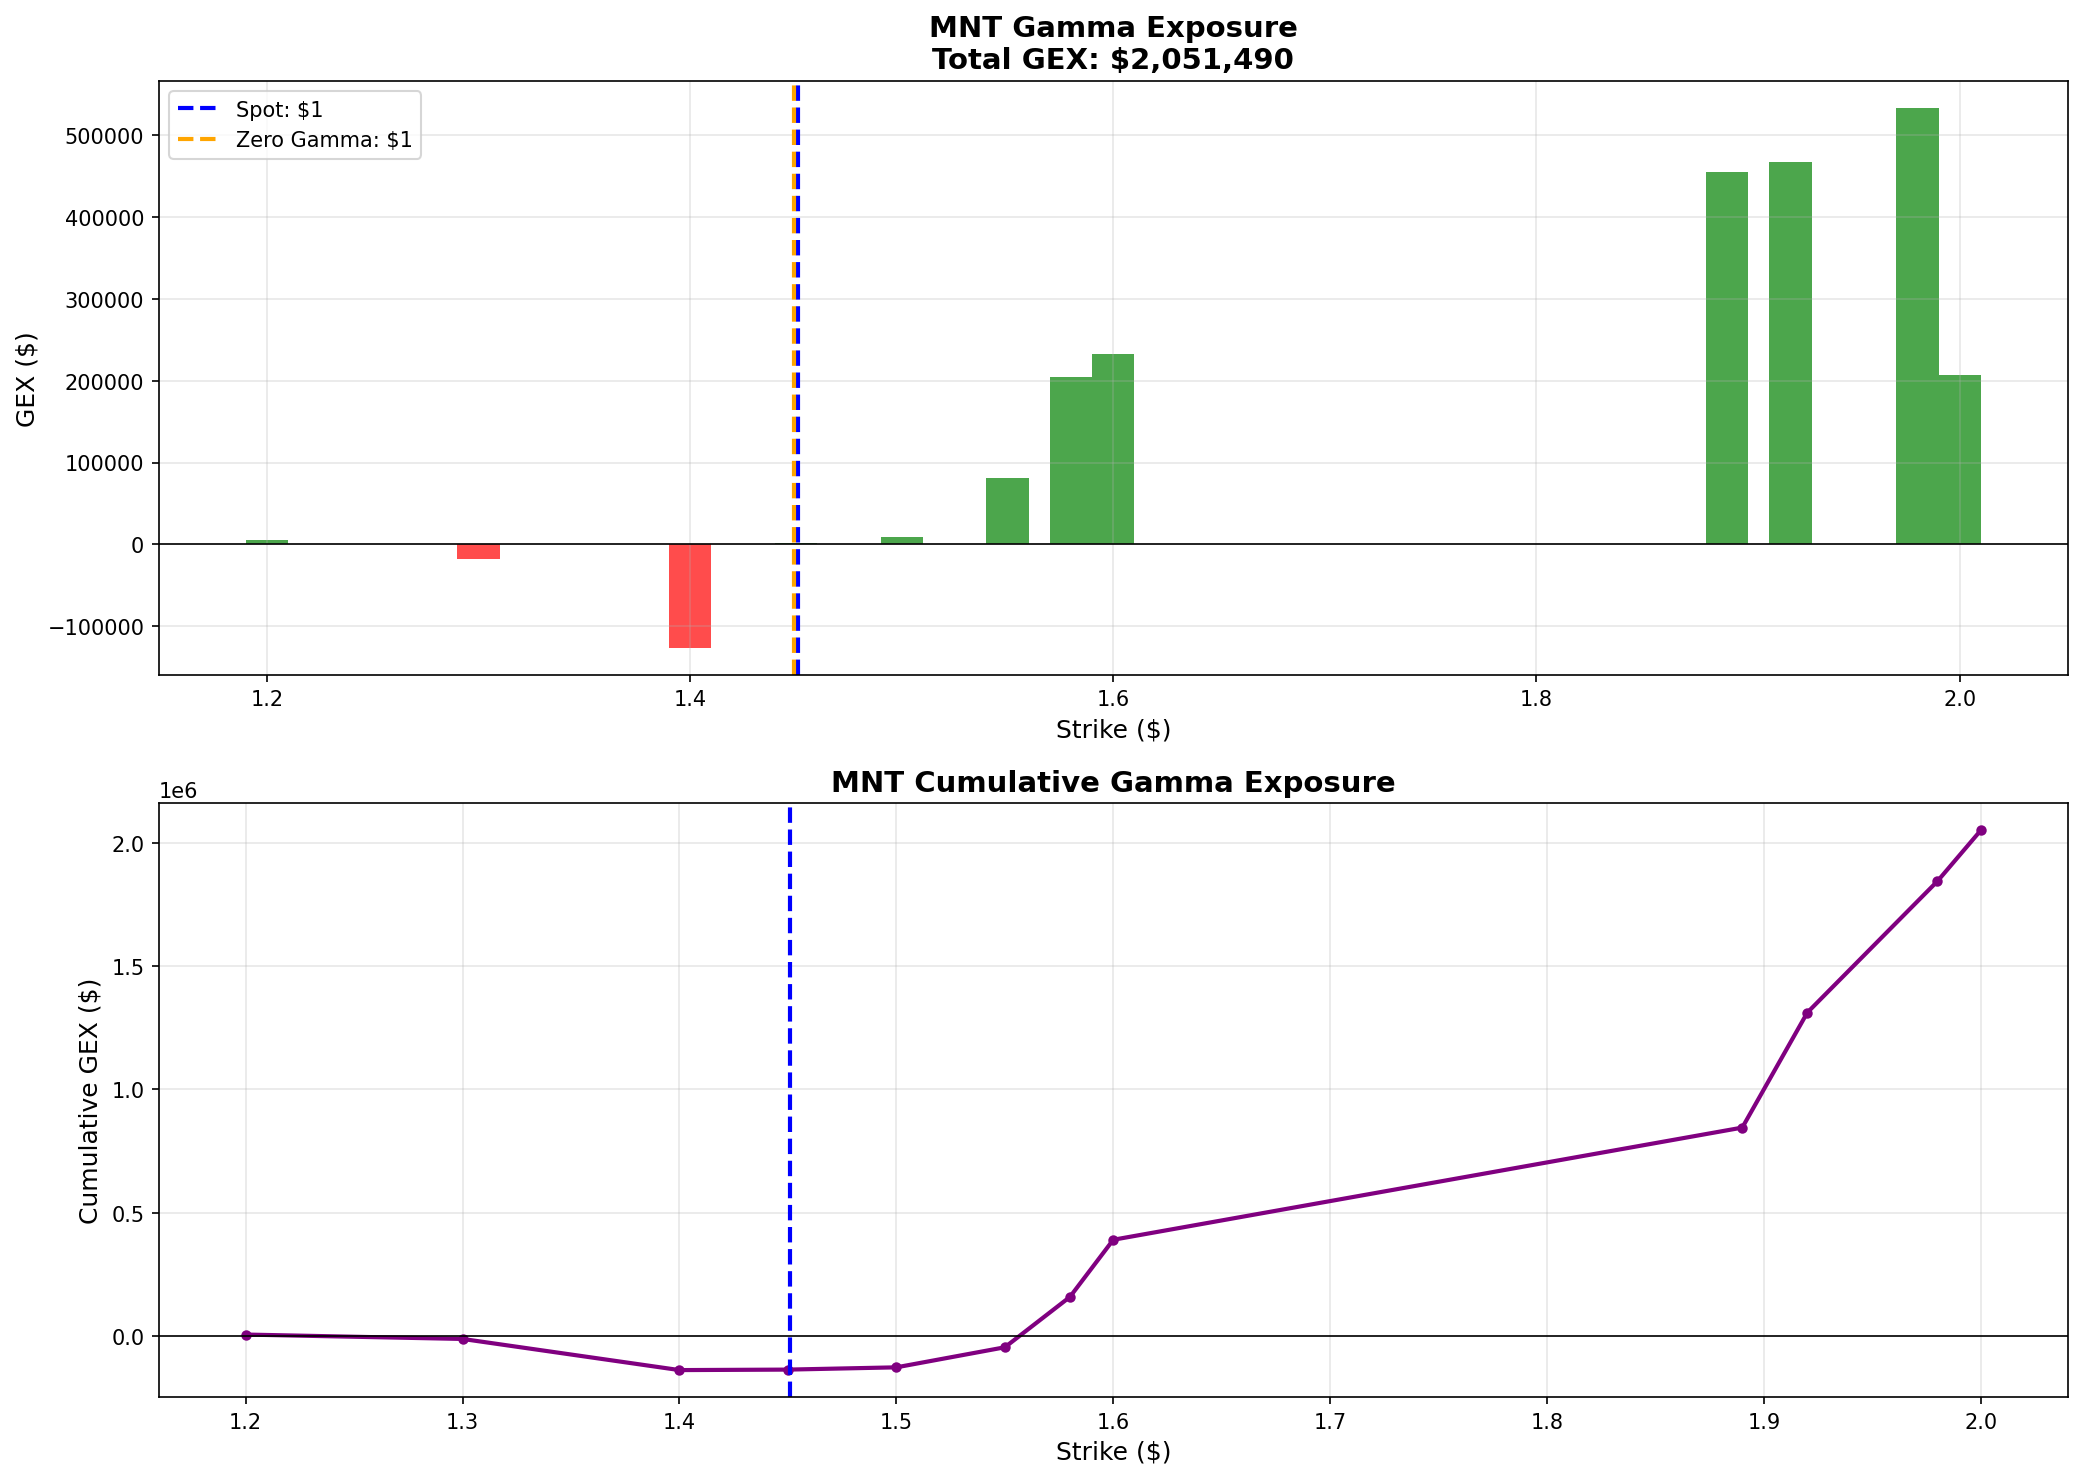 MNT Gamma Exposure
Total GEX: $2,051,490
Spot: $1
Zero Gamma: $1
500000
400000
300000
200000
100000
0
−100000
GEX ($)
1.2
1.4
1.6
1.8
2.0
Strike ($)
MNT Cumulative Gamma Exposure
1e6
2.0
1.5
1.0
0.5
0.0
Cumulative GEX ($)
1.2
1.3
1.4
1.5
1.6
1.7
1.8
1.9
2.0
Strike ($)